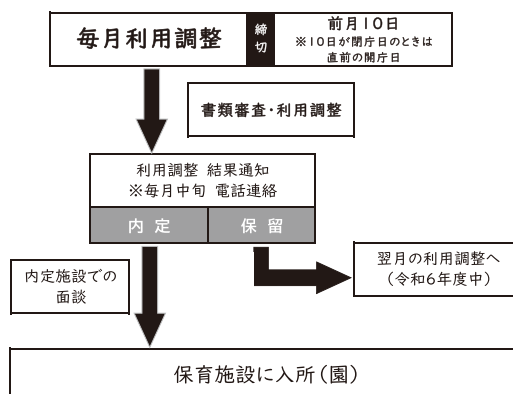 毎月利用調整
締切
前月10日
※10日が閉庁日のときは
直前の開庁日
書類審査・利用調整
利用調整 結果通知
※毎月中旬 電話連絡
内定
保留
内定施設での
面談
翌月の利用調整へ
（令和6年度中）
保育施設に入所（園）